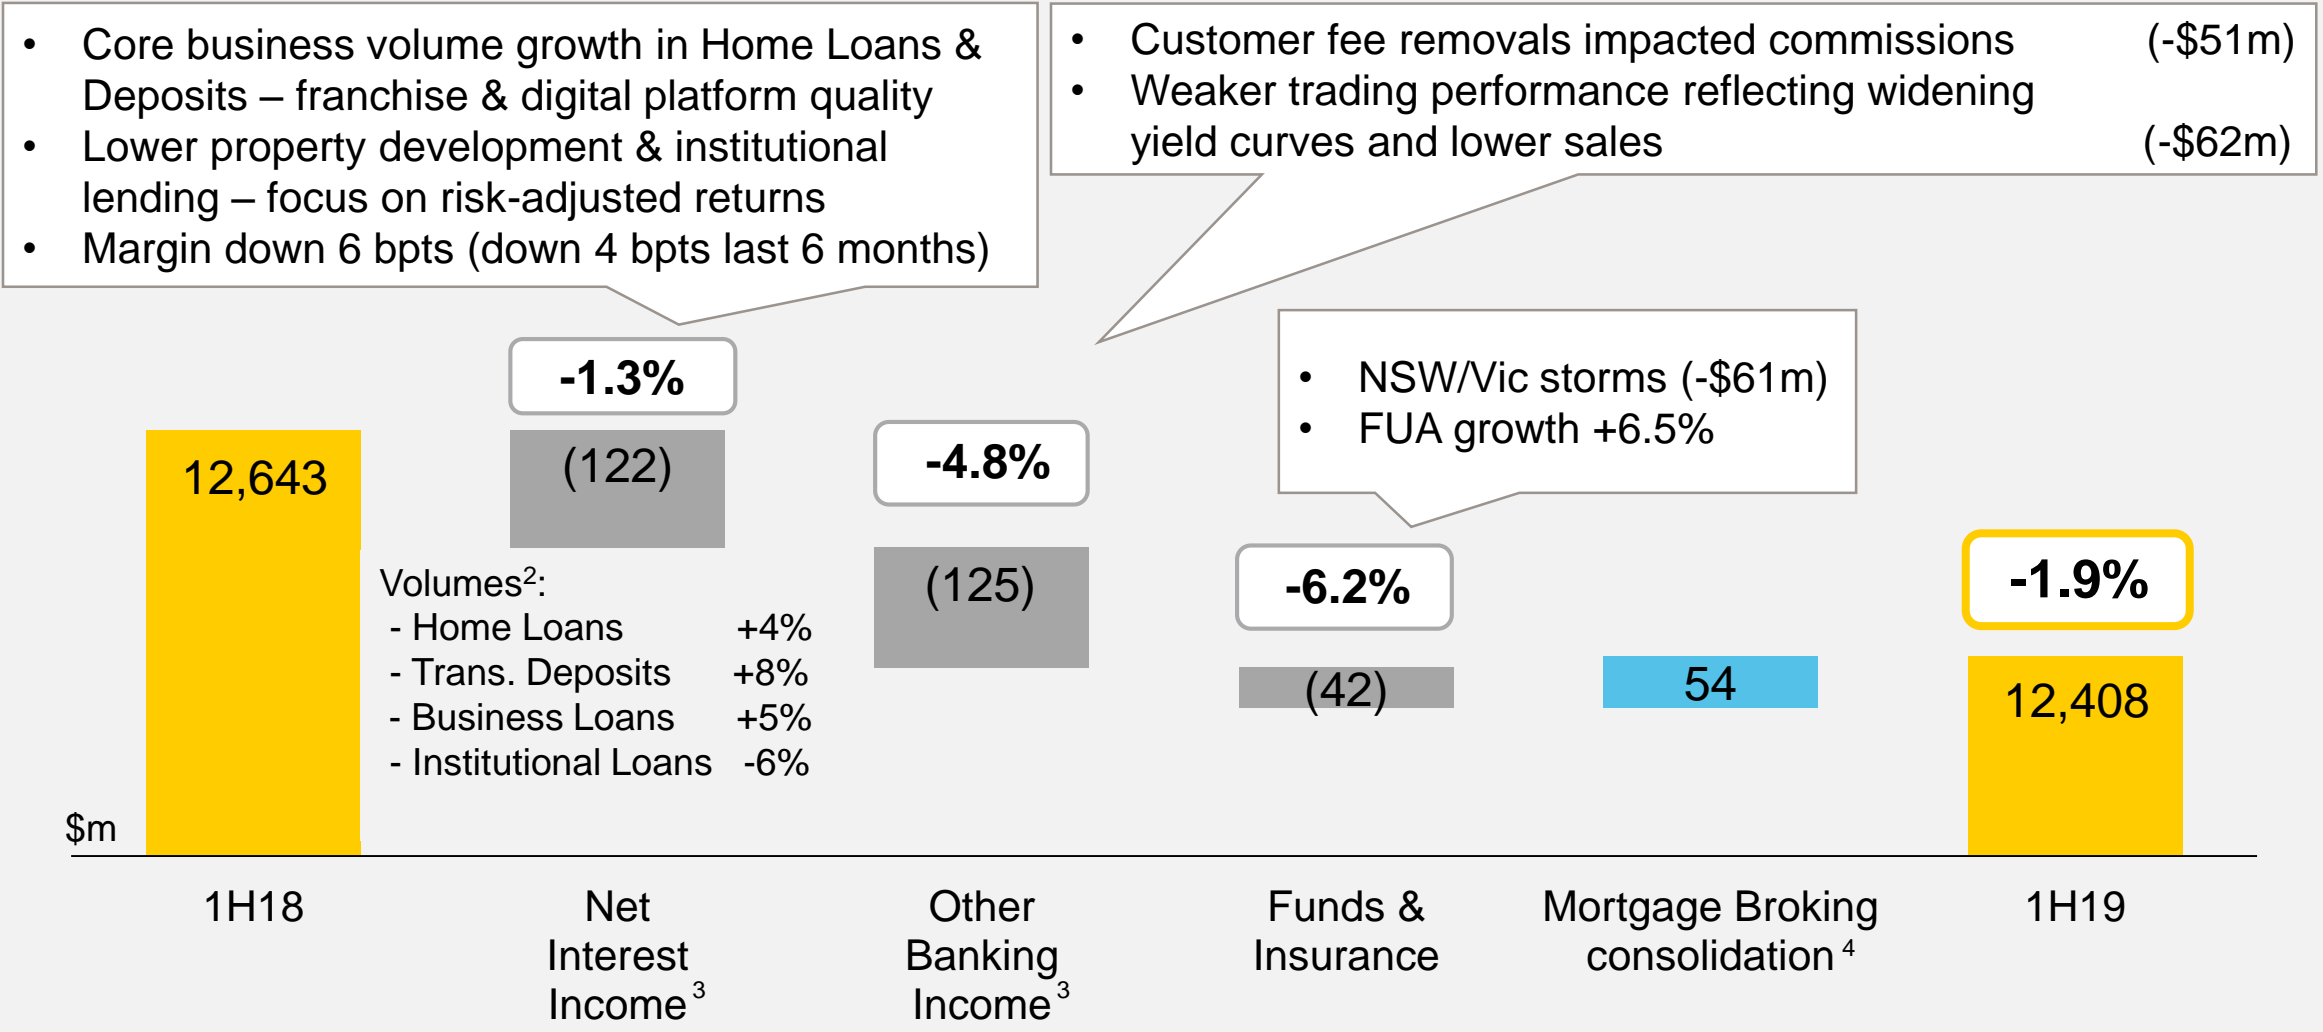 • Core business volume growth in Home Loans &
Deposits – franchise & digital platform quality
• Lower property development & institutional
lending – focus on risk-adjusted returns
• Margin down 6 bpts (down 4 bpts last 6 months)
• Customer fee removals impacted commissions (-$51m)
• Weaker trading performance reflecting widening
yield curves and lower sales (-$62m)
• NSW/Vic storms (-$61m)
• FUA growth +6.5%
-1.3%
-4.8%
-6.2%
-1.9%
12,643
(122)
(125)
(42)
54
12,408
Volumes²:
- Home Loans +4%
- Trans. Deposits +8%
- Business Loans +5%
- Institutional Loans -6%
$m
1H18
Net
Interest
Income³
Other
Banking
Income³
Funds &
Insurance
Mortgage Broking
consolidation⁴
1H19